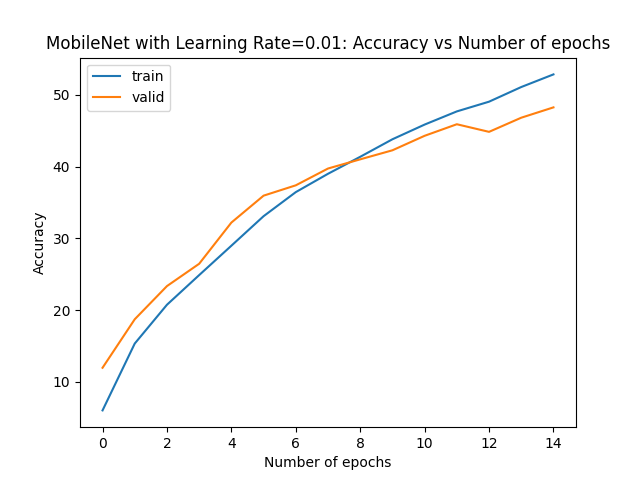 MobileNet with Learning Rate=0.01: Accuracy vs Number of epochs
train
valid
50
40
30
20
10
Accuracy
0 2 4 6 8 10 12 14
Number of epochs